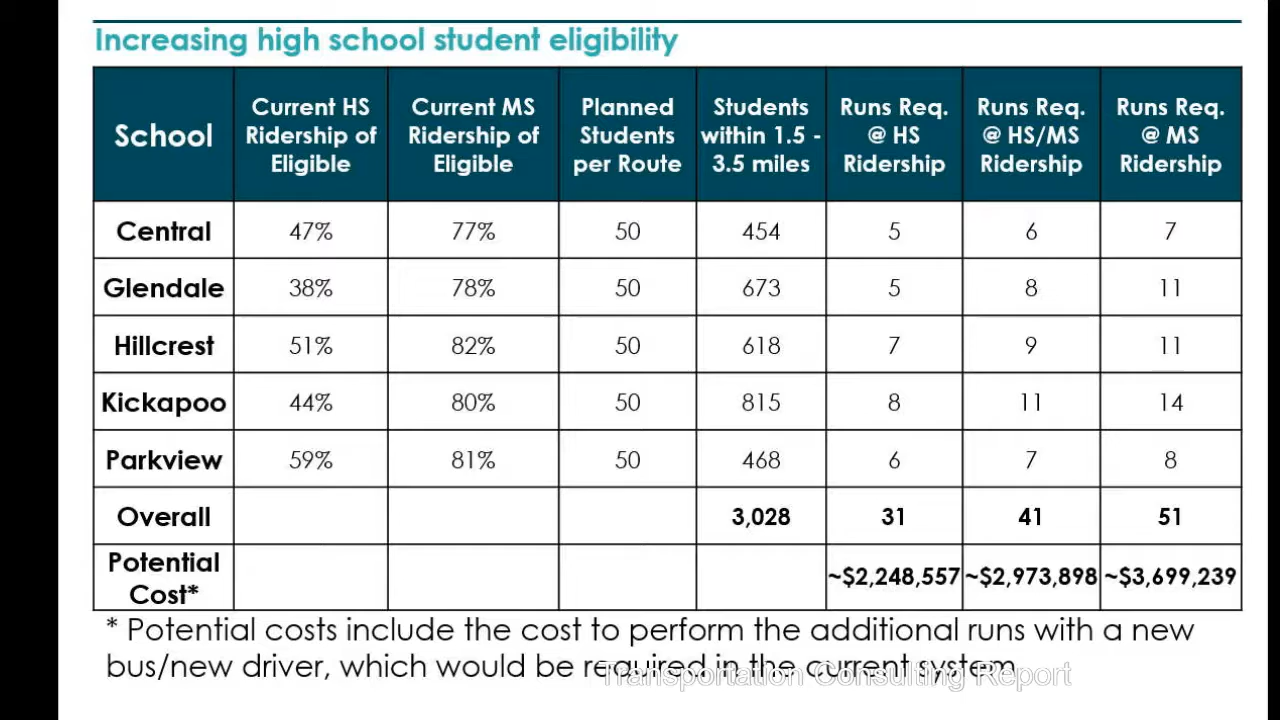 Increasing high school student eligibility
School | Current HS Ridership of Eligible | Current MS Ridership of Eligible | Planned Students per Route | Students within 1.5 - 3.5 miles | Runs Req. @ HS Ridership | Runs Req. @ HS/MS Ridership | Runs Req. @ MS Ridership
Central | 47% | 77% | 50 | 454 | 5 | 6 | 7
Glendale | 38% | 78% | 50 | 673 | 5 | 8 | 11
Hillcrest | 51% | 82% | 50 | 618 | 7 | 9 | 11
Kickapoo | 44% | 80% | 50 | 815 | 8 | 11 | 14
Parkview | 59% | 81% | 50 | 468 | 6 | 7 | 8
Overall | 3,028 | 31 | 41 | 51
Potential Cost* | ~$2,248,557 | ~$2,973,898 | ~$3,699,239
* Potential costs include the cost to perform the additional runs with a new
bus/new driver, which would be required in the current system
Transportation Consulting Report